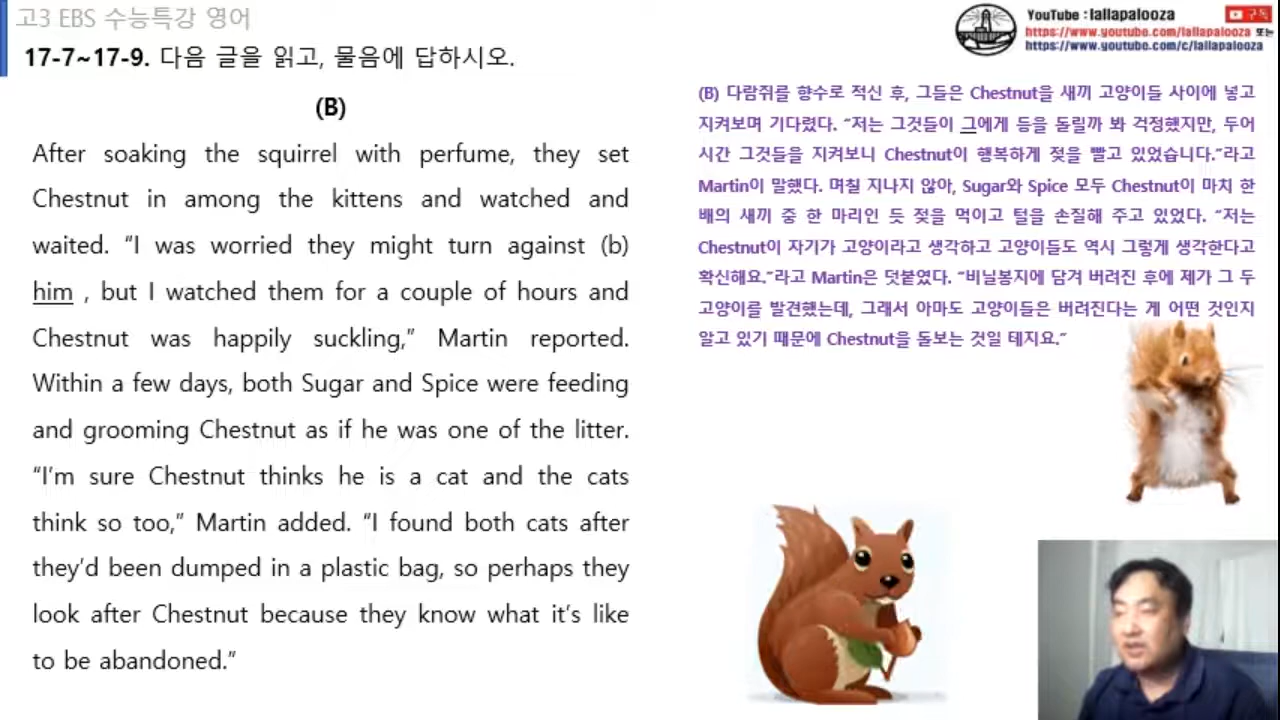 고3 EBS 수능특강 영어
YouTube : lallapalooza
구독
https://www.youtube.com/lallapalooza 또는
https://www.youtube.com/c/lallapalooza
17-7~17-9. 다음 글을 읽고, 물음에 답하시오.
(B)
After soaking the squirrel with perfume, they set
Chestnut in among the kittens and watched and
waited. “I was worried they might turn against (b)
him , but I watched them for a couple of hours and
Chestnut was happily suckling,” Martin reported.
Within a few days, both Sugar and Spice were feeding
and grooming Chestnut as if he was one of the litter.
“I’m sure Chestnut thinks he is a cat and the cats
think so too,” Martin added. “I found both cats after
they’d been dumped in a plastic bag, so perhaps they
look after Chestnut because they know what it’s like
to be abandoned.”
(B) 다람쥐를 향수로 적신 후, 그들은 Chestnut을 새끼 고양이들 사이에 넣고
지켜보며 기다렸다. “저는 그것들이 그에게 등을 돌릴까 봐 걱정했지만, 두어
시간 그것들을 지켜보니 Chestnut이 행복하게 젖을 빨고 있었습니다.”라고
Martin이 말했다. 며칠 지나지 않아, Sugar와 Spice 모두 Chestnut이 마치 한
배의 새끼 중 한 마리인 듯 젖을 먹이고 털을 손질해 주고 있었다. “저는
Chestnut이 자기가 고양이라고 생각하고 고양이들도 역시 그렇게 생각한다고
확신해요.”라고 Martin은 덧붙였다. “비닐봉지에 담겨 버려진 후에 제가 그 두
고양이를 발견했는데, 그래서 아마도 고양이들은 버려진다는 게 어떤 것인지
알고 있기 때문에 Chestnut을 돌보는 것일 테지요.”